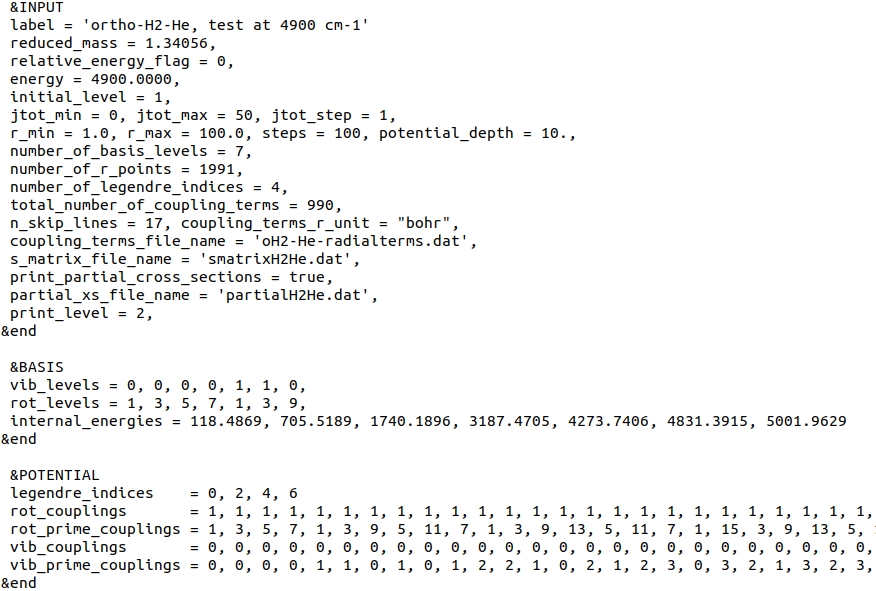 &INPUT
label = 'ortho-H2-He, test at 4900 cm-1'
reduced_mass = 1.34056,
relative_energy_flag = 0,
energy = 4900.0000,
initial_level = 1,
jtot_min = 0, jtot_max = 50, jtot_step = 1,
r_min = 1.0, r_max = 100.0, steps = 100, potential_depth = 10.,
number_of_basis_levels = 7,
number_of_r_points = 1991,
number_of_legendre_indices = 4,
total_number_of_coupling_terms = 990,
n_skip_lines = 17, coupling_terms_r_unit = "bohr",
coupling_terms_file_name = 'oH2-He-radialterms.dat',
s_matrix_file_name = 'smatrixH2He.dat',
print_partial_cross_sections = true,
partial_xs_file_name = 'partialH2He.dat',
print_level = 2,
&end
&BASIS
vib_levels = 0, 0, 0, 0, 1, 1, 0,
rot_levels = 1, 3, 5, 7, 1, 3, 9,
internal_energies = 118.4869, 705.5189, 1740.1896, 3187.4705, 4273.7406, 4831.3915, 5001.9629
&end
&POTENTIAL
legendre_indices = 0, 2, 4, 6
rot_couplings = 1, 1, 1, 1, 1, 1, 1, 1, 1, 1, 1, 1, 1, 1, 1, 1, 1, 1, 1, 1, 1, 1, 1, 1, 1,
rot_prime_couplings = 1, 3, 5, 7, 1, 3, 9, 5, 11, 7, 1, 3, 9, 13, 5, 11, 7, 1, 15, 3, 9, 13, 5,
vib_couplings = 0, 0, 0, 0, 0, 0, 0, 0, 0, 0, 0, 0, 0, 0, 0, 0, 0, 0, 0, 0, 0, 0, 0, 0, 0,
vib_prime_couplings = 0, 0, 0, 0, 1, 1, 0, 1, 0, 1, 2, 2, 1, 0, 2, 1, 2, 3, 0, 3, 2, 1, 3, 2, 3,
&end